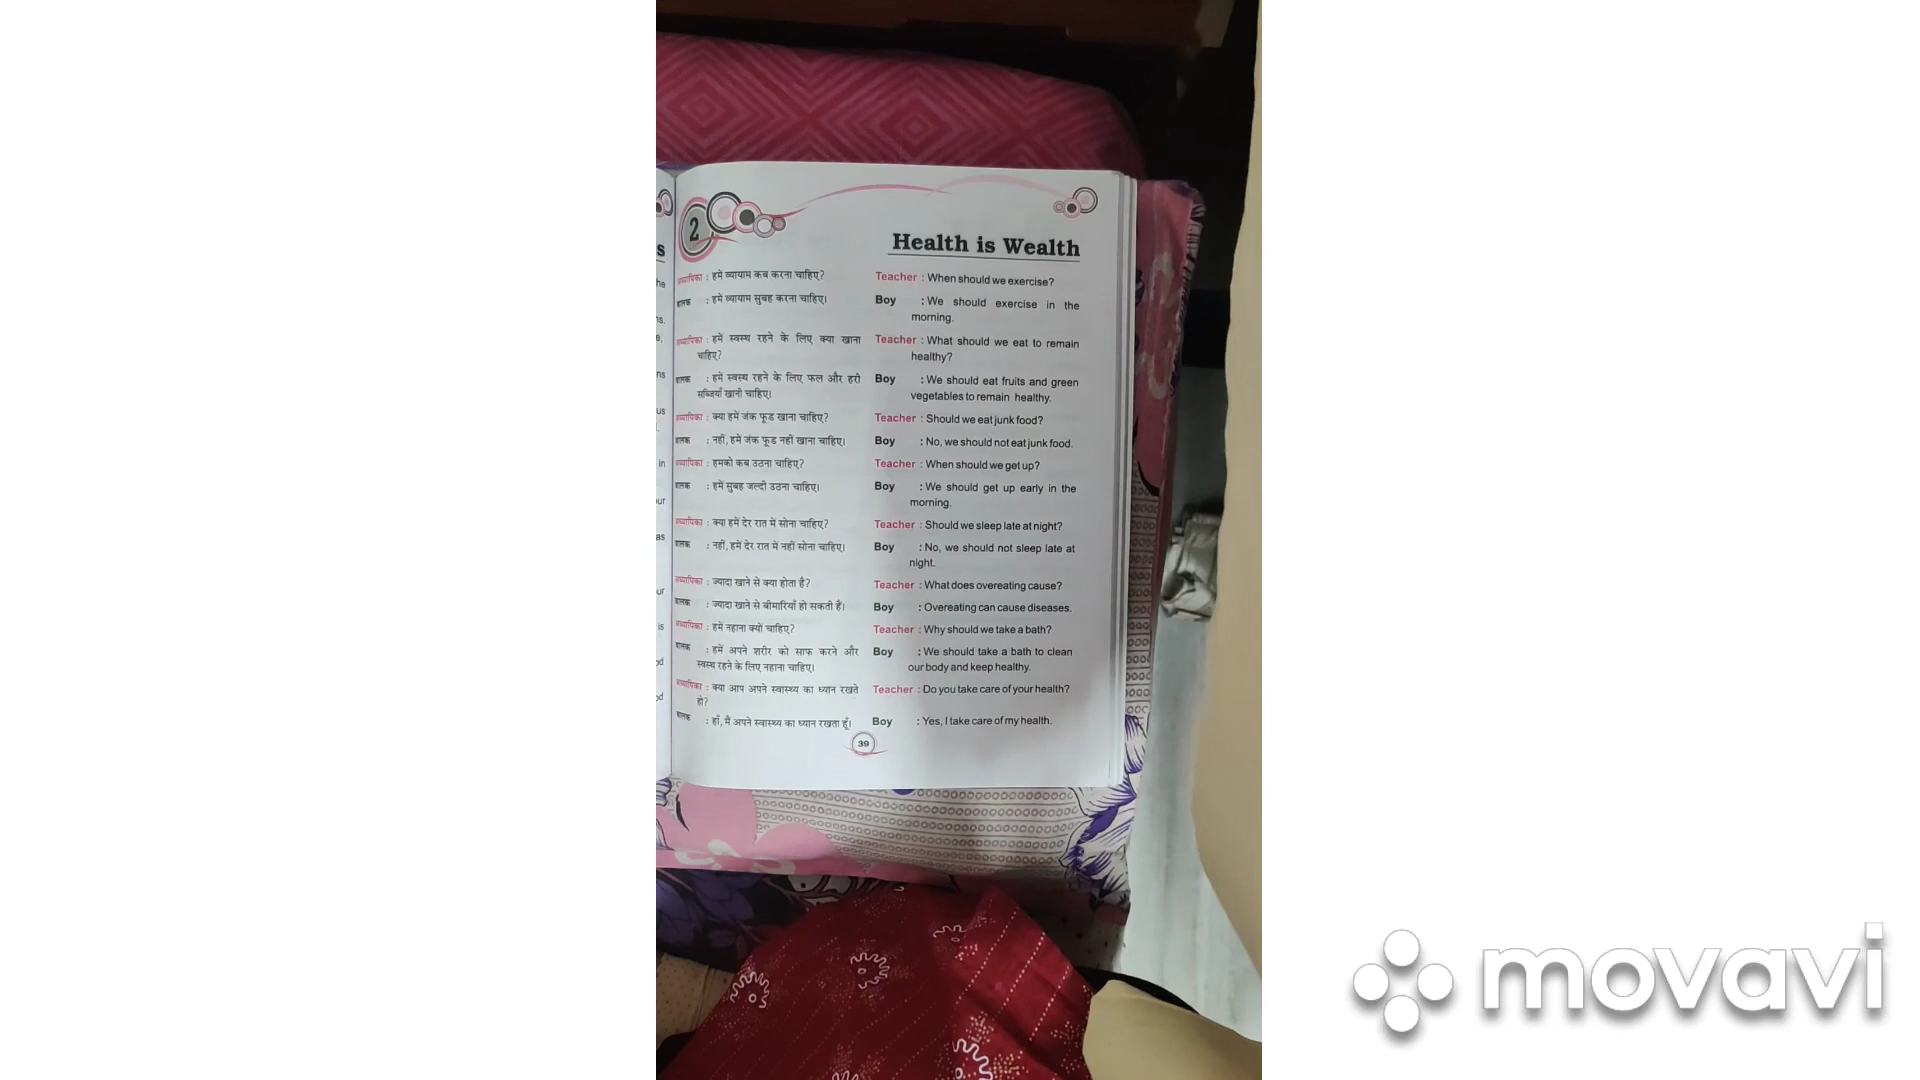 2
Health is Wealth
अध्यापिका : हमें व्यायाम कब करना चाहिए?
बालक : हमें व्यायाम सुबह करना चाहिए।
अध्यापिका : हमें स्वस्थ रहने के लिए क्या खाना
चाहिए?
बालक : हमें स्वस्थ रहने के लिए फल और हरी
सब्जियाँ खानी चाहिए।
अध्यापिका : क्या हमें जंक फूड खाना चाहिए?
बालक : नहीं, हमें जंक फूड नहीं खाना चाहिए।
अध्यापिका : हमको कब उठना चाहिए?
बालक : हमें सुबह जल्दी उठना चाहिए।
अध्यापिका : क्या हमें देर रात में सोना चाहिए?
बालक : नहीं, हमें देर रात में नहीं सोना चाहिए।
अध्यापिका : ज्यादा खाने से क्या होता है?
बालक : ज्यादा खाने से बीमारियाँ हो सकती हैं।
अध्यापिका : हमें नहाना क्यों चाहिए?
बालक : हमें अपने शरीर को साफ करने और
स्वस्थ रहने के लिए नहाना चाहिए।
अध्यापिका : क्या आप अपने स्वास्थ्य का ध्यान रखते
हो?
बालक : हाँ, मैं अपने स्वास्थ्य का ध्यान रखता हूँ।
Teacher : When should we exercise?
Boy : We should exercise in the
morning.
Teacher : What should we eat to remain
healthy?
Boy : We should eat fruits and green
vegetables to remain healthy.
Teacher : Should we eat junk food?
Boy : No, we should not eat junk food.
Teacher : When should we get up?
Boy : We should get up early in the
morning.
Teacher : Should we sleep late at night?
Boy : No, we should not sleep late at
night.
Teacher : What does overeating cause?
Boy : Overeating can cause diseases.
Teacher : Why should we take a bath?
Boy : We should take a bath to clean
our body and keep healthy.
Teacher : Do you take care of your health?
Boy : Yes, I take care of my health.
39
movavi